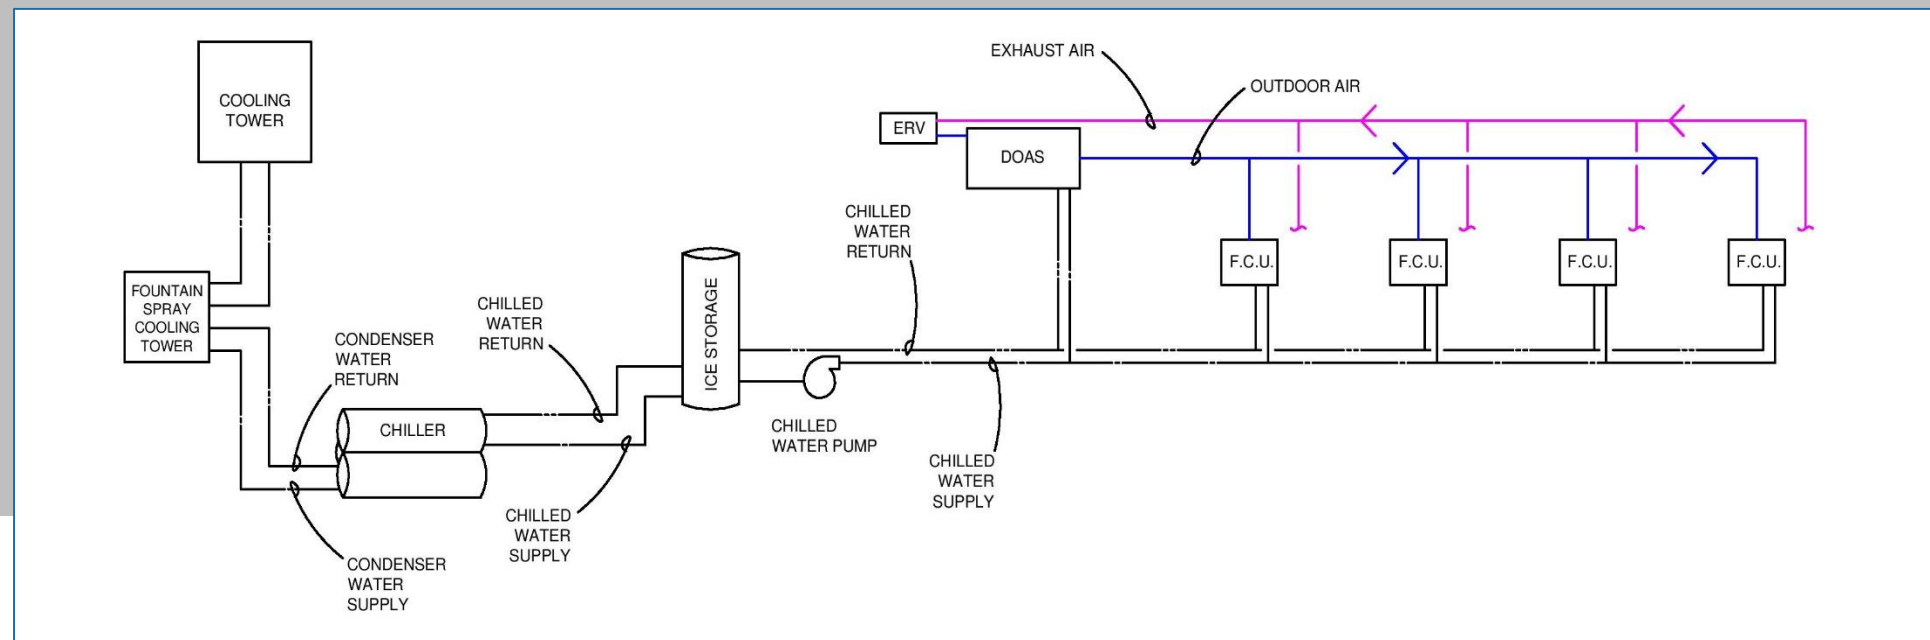 EXHAUST AIR
OUTDOOR AIR
COOLING
TOWER
ERV
DOAS
CHILLED
WATER
RETURN
F.C.U.
F.C.U.
F.C.U.
F.C.U.
FOUNTAIN
SPRAY
COOLING
TOWER
CHILLED
WATER
RETURN
ICE STORAGE
CONDENSER
WATER
RETURN
CHILLER
CHILLED
WATER PUMP
CHILLED
WATER
SUPPLY
CHILLED
WATER
SUPPLY
CONDENSER
WATER
SUPPLY